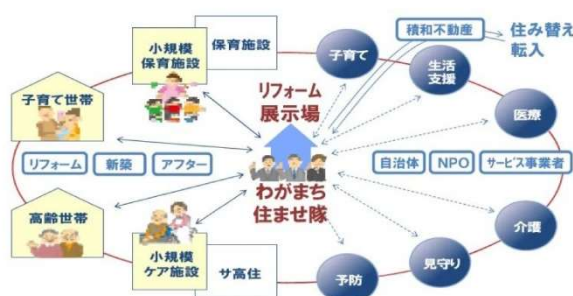 小規模
保育施設
保育施設
子育て
積和不動産
住み替え
転入
生活
支援
子育て世帯
リフォーム
展示場
医療
リフォーム
新築
アフター
自治体
NPO
サービス事業者
わがまち
住ませ隊
高齢世帯
小規模
ケア施設
サ高住
予防
見守り
介護